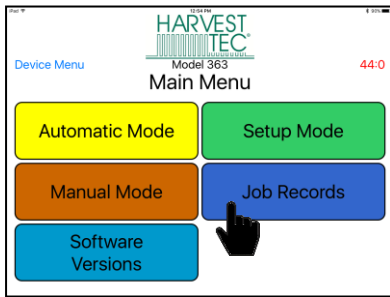 iPad 12:54 PM 90%
HARVEST
TEC
Device Menu Model 363 44:0
Main Menu
Automatic Mode Setup Mode
Manual Mode Job Records
Software
Versions